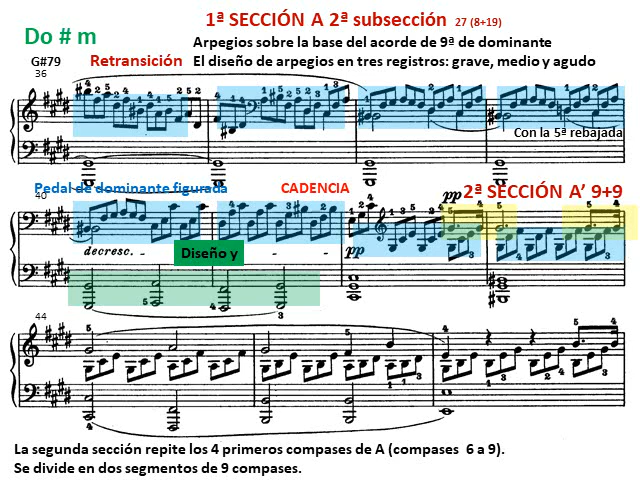 1ª SECCIÓN A 2ª subsección 27 (8+19)
Do # m
Arpegios sobre la base del acorde de 9ª de dominante
G#79 Retransición El diseño de arpegios en tres registros: grave, medio y agudo
36
Con la 5ª rebajada
Pedal de dominante figurada CADENCIA pp 2ª SECCIÓN A’ 9+9
40
decresc. pp
Diseño y
44
La segunda sección repite los 4 primeros compases de A (compases 6 a 9).
Se divide en dos segmentos de 9 compases.